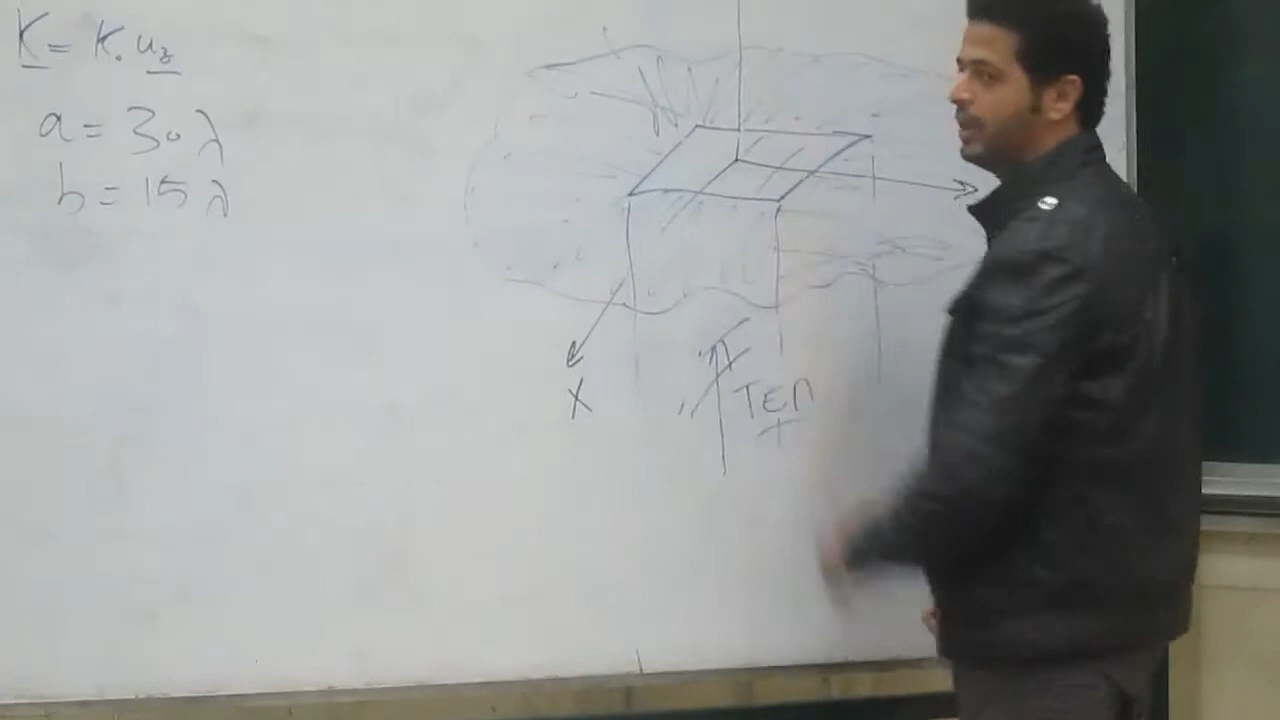 K = K. uz
a = 30 λ
b = 15 λ
X
TEM